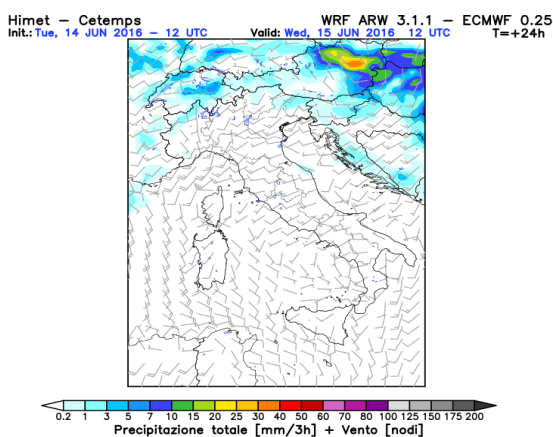 Himet – Cetemps WRF ARW 3.1.1 – ECMWF 0.25
Init.: Tue, 14 JUN 2016 – 12 UTC Valid: Wed, 15 JUN 2016 12 UTC T=+24h
0.2 1 3 5 7 10 15 20 25 30 40 50 60 70 80 100 125 150 175 200
Precipitazione totale [mm/3h] + Vento [nodi]